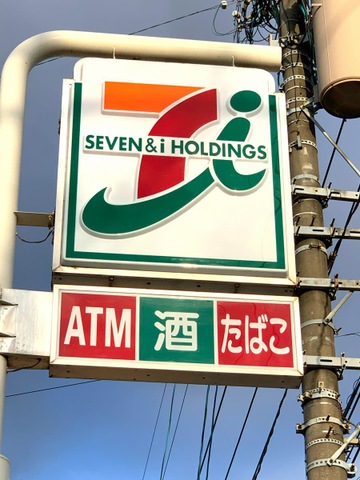 SEVEN & i HOLDINGS
ATM 酒 たばこ